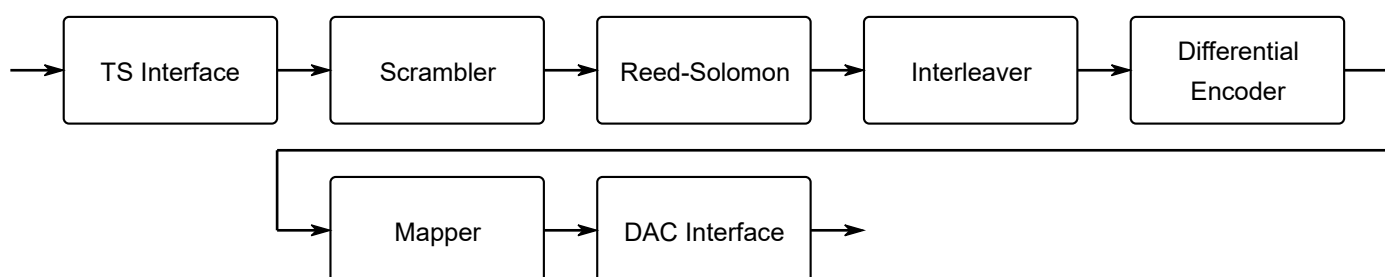 TS Interface
Scrambler
Reed-Solomon
Interleaver
Differential
Encoder
Mapper
DAC Interface